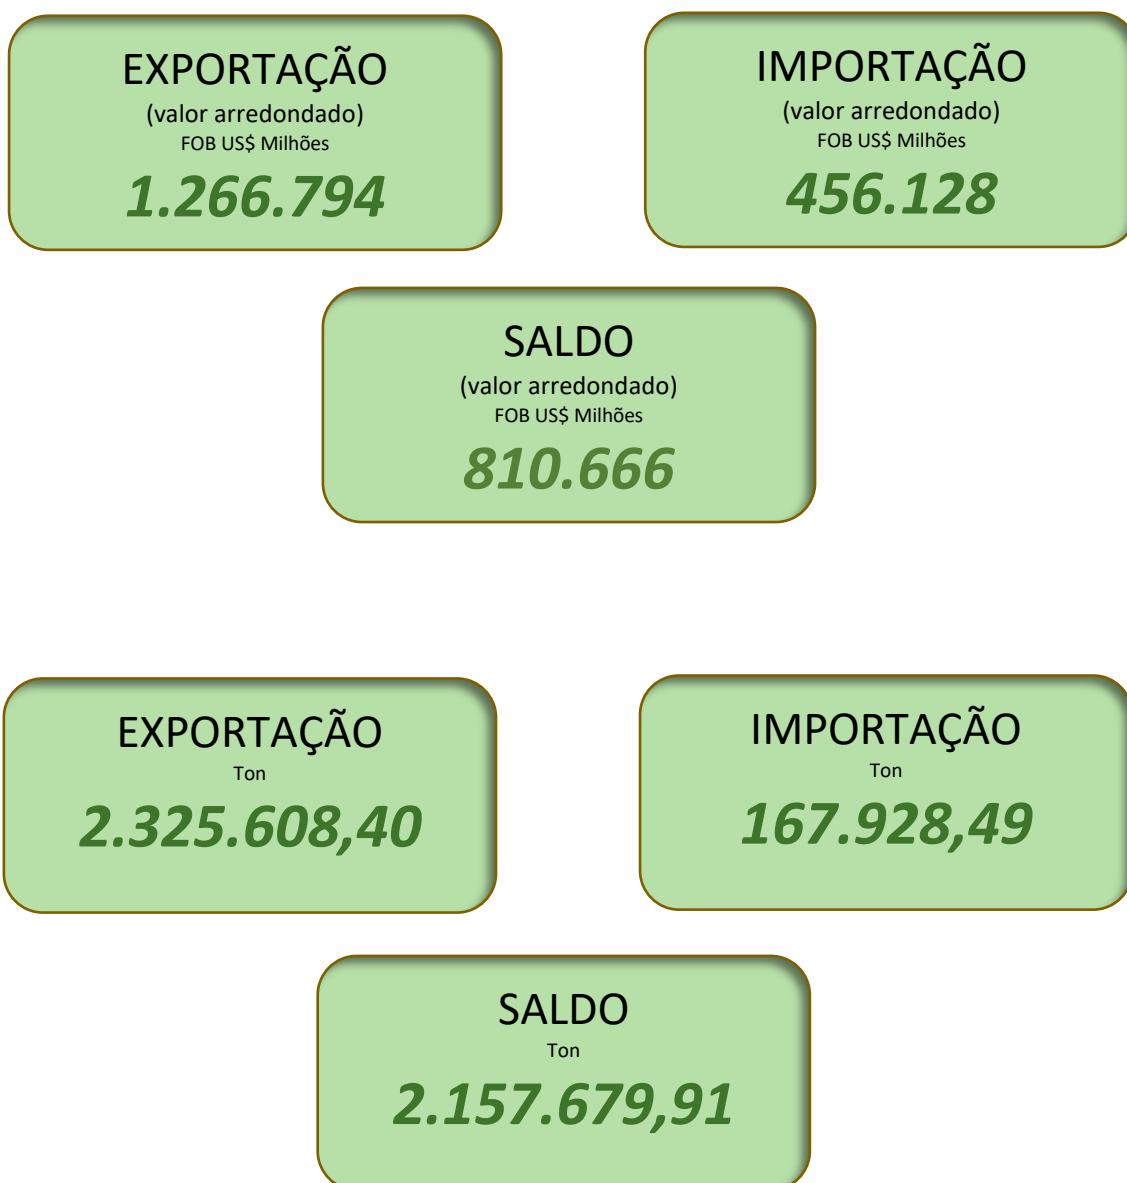 EXPORTAÇÃO
(valor arredondado)
FOB US$ Milhões
1.266.794
IMPORTAÇÃO
(valor arredondado)
FOB US$ Milhões
456.128
SALDO
(valor arredondado)
FOB US$ Milhões
810.666
EXPORTAÇÃO
Ton
2.325.608,40
IMPORTAÇÃO
Ton
167.928,49
SALDO
Ton
2.157.679,91